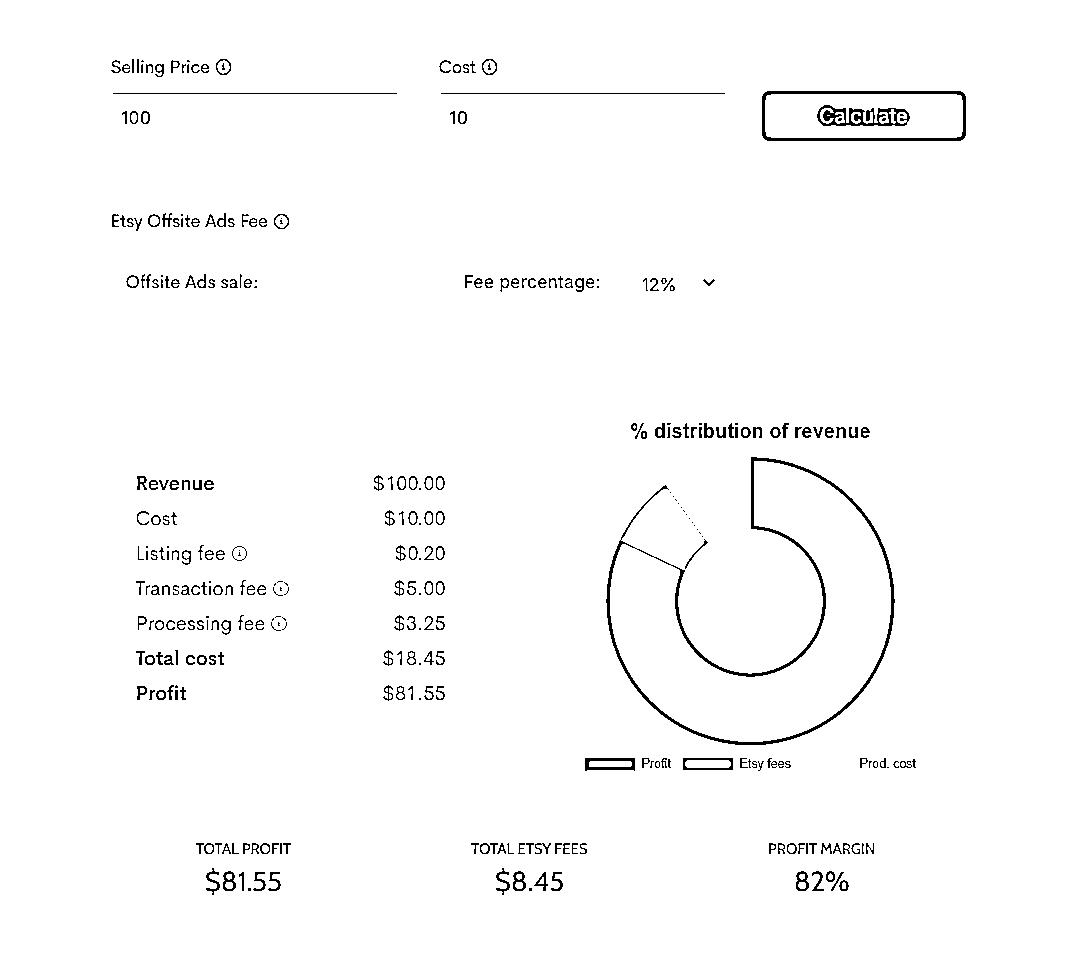 Selling Price
Cost
100
10
Calculate
Etsy Offsite Ads Fee
Offsite Ads sale:
Fee percentage: 12%
% distribution of revenue
Revenue $100.00
Cost $10.00
Listing fee $0.20
Transaction fee $5.00
Processing fee $3.25
Total cost $18.45
Profit $81.55
Profit Etsy fees Prod. cost
TOTAL PROFIT
$81.55
TOTAL ETSY FEES
$8.45
PROFIT MARGIN
82%